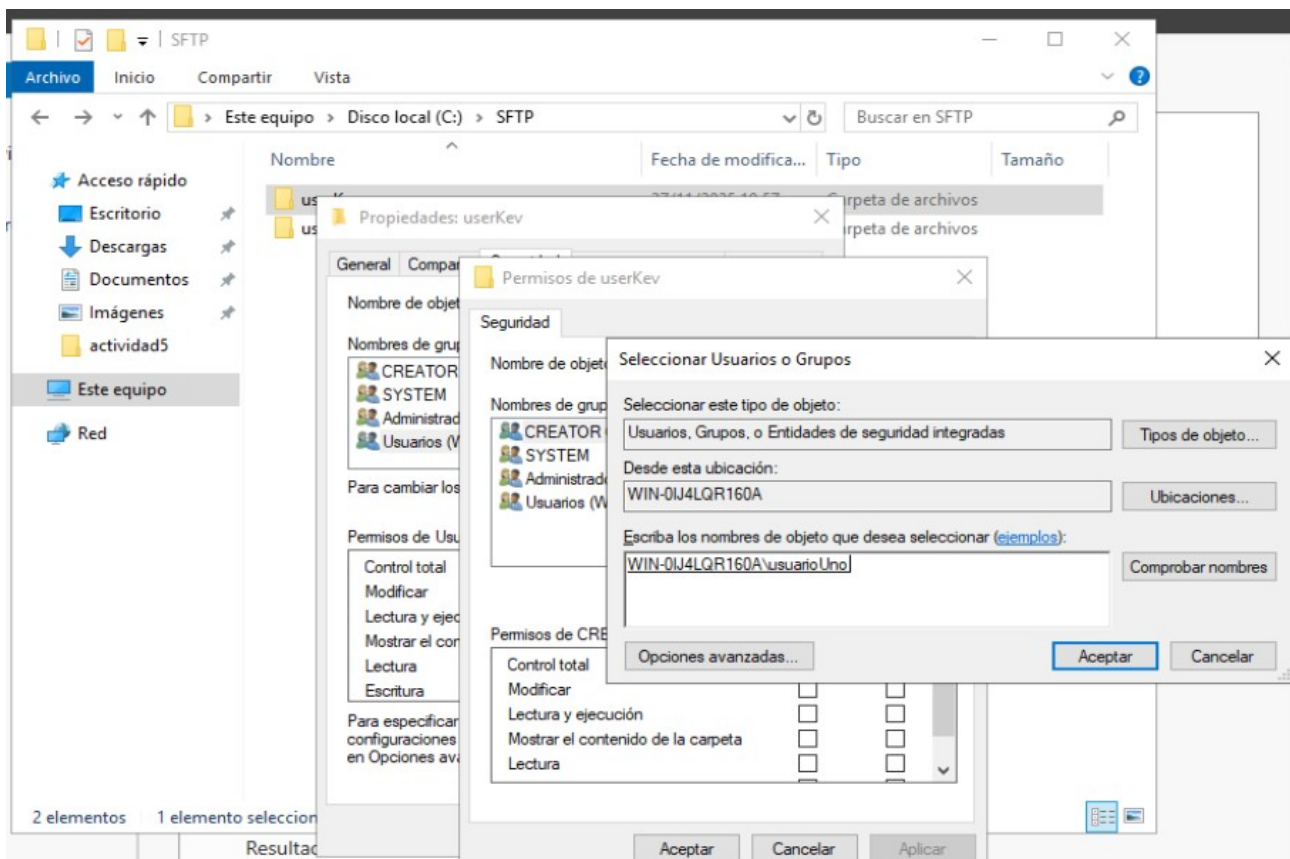 SFTP
Archivo Inicio Compartir Vista
Este equipo > Disco local (C:) > SFTP
Buscar en SFTP
Nombre Fecha de modifica... Tipo Tamaño
Acceso rápido
Escritorio
Descargas
Documentos
Imágenes
actividad5
Este equipo
Red
Carpeta de archivos
rpeta de archivos
Propiedades: userKev
General Compar
Nombre de objet
Nombres de grup
CREATOR
SYSTEM
Administrad
Usuarios (W
Para cambiar los
Permisos de Usu
Control total
Modificar
Lectura y ejec
Mostrar el con
Lectura
Escritura
Para especificar
configuraciones
en Opciones ava
Permisos de userKev
Seguridad
Nombre de objeto
Nombres de grup
CREATOR
SYSTEM
Administrado
Usuarios (W
Permisos de CRE
Control total
Modificar
Lectura y ejecución
Mostrar el contenido de la carpeta
Lectura
Aceptar Cancelar Aplicar
Seleccionar Usuarios o Grupos
Seleccionar este tipo de objeto:
Usuarios, Grupos, o Entidades de seguridad integradas
Tipos de objeto...
Desde esta ubicación:
WIN-0IJ4LQR160A
Ubicaciones...
Escriba los nombres de objeto que desea seleccionar (ejemplos):
WIN-0IJ4LQR160A\usuarioUno
Comprobar nombres
Opciones avanzadas...
Aceptar Cancelar
2 elementos 1 elemento seleccion
Resultad